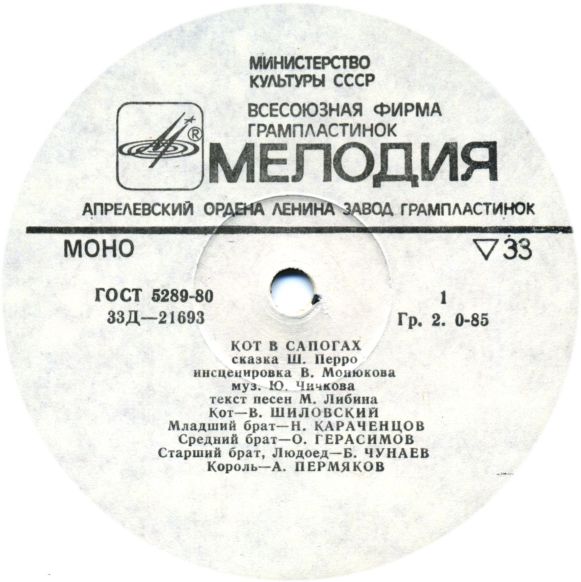 МИНИСТЕРСТВО
КУЛЬТУРЫ СССР
ВСЕСОЮЗНАЯ ФИРМА
ГРАМПЛАСТИНОК
®
МЕЛОДИЯ
АПРЕЛЕВСКИЙ ОРДЕНА ЛЕНИНА ЗАВОД ГРАМПЛАСТИНОК
МОНО
▽ 33
ГОСТ 5289-80
33Д—21693
1
Гр. 2. 0-85
КОТ В САПОГАХ
сказка Ш. Перро
инсценировка В. Монюкова
муз. Ю. Чичкова
текст песен М. Либина
Кот—В. ШИЛОВСКИЙ
Младший брат—Н. КАРАЧЕНЦОВ
Средний брат—О. ГЕРАСИМОВ
Старший брат, Людоед—Б. ЧУНАЕВ
Король—А. ПЕРМЯКОВ